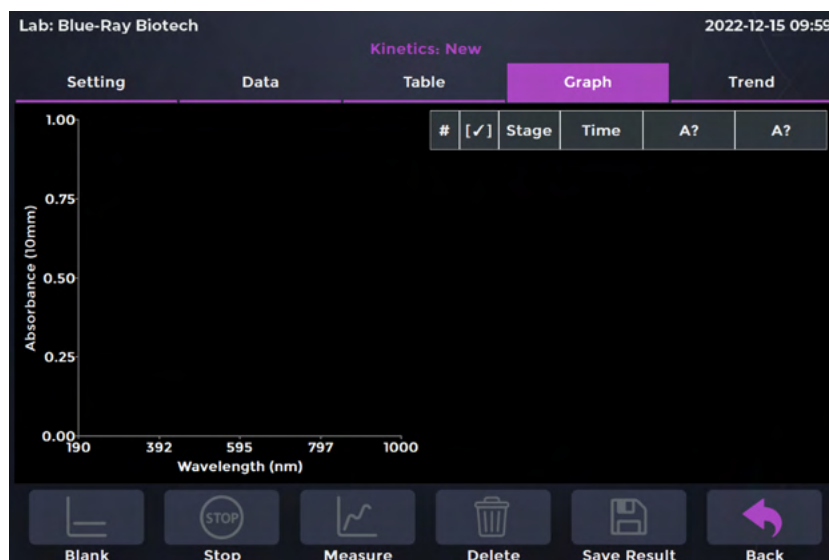 Lab: Blue-Ray Biotech 2022-12-15 09:59
Kinetics: New
Setting Data Table Graph Trend
# [✓] Stage Time A? A?
Absorbance (10mm)
1.00
0.75
0.50
0.25
0.00
190 392 595 797 1000
Wavelength (nm)
STOP
Blank Stop Measure Delete Save Result Back